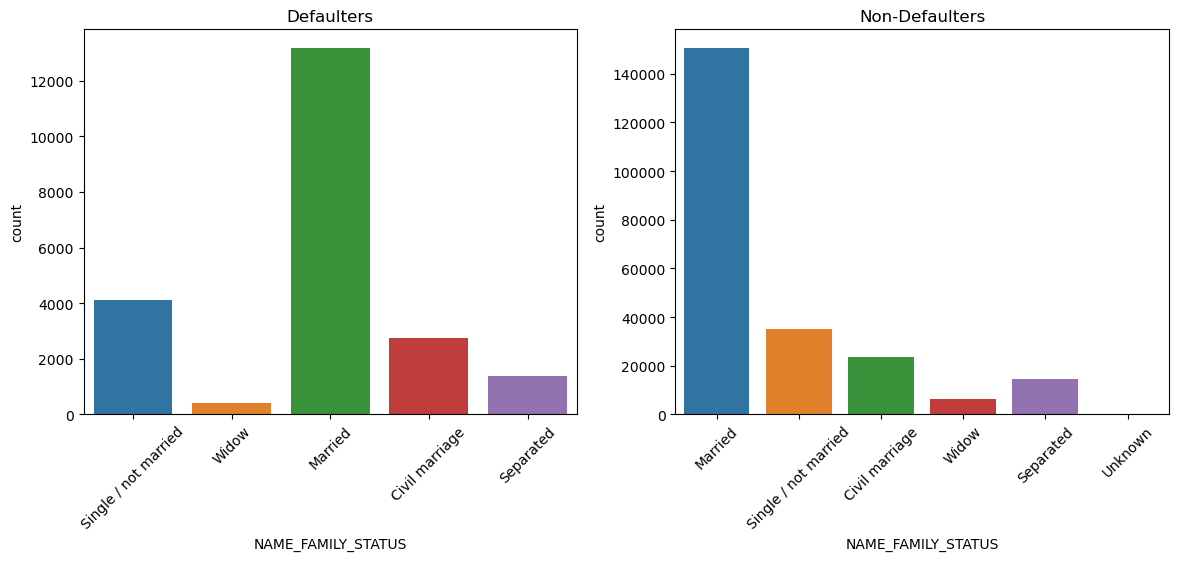 Defaulters
12000
10000
8000
6000
4000
2000
0
count
Single / not married
Widow
Married
Civil marriage
Separated
NAME_FAMILY_STATUS
Non-Defaulters
140000
120000
100000
80000
60000
40000
20000
0
count
Married
Single / not married
Civil marriage
Widow
Separated
Unknown
NAME_FAMILY_STATUS